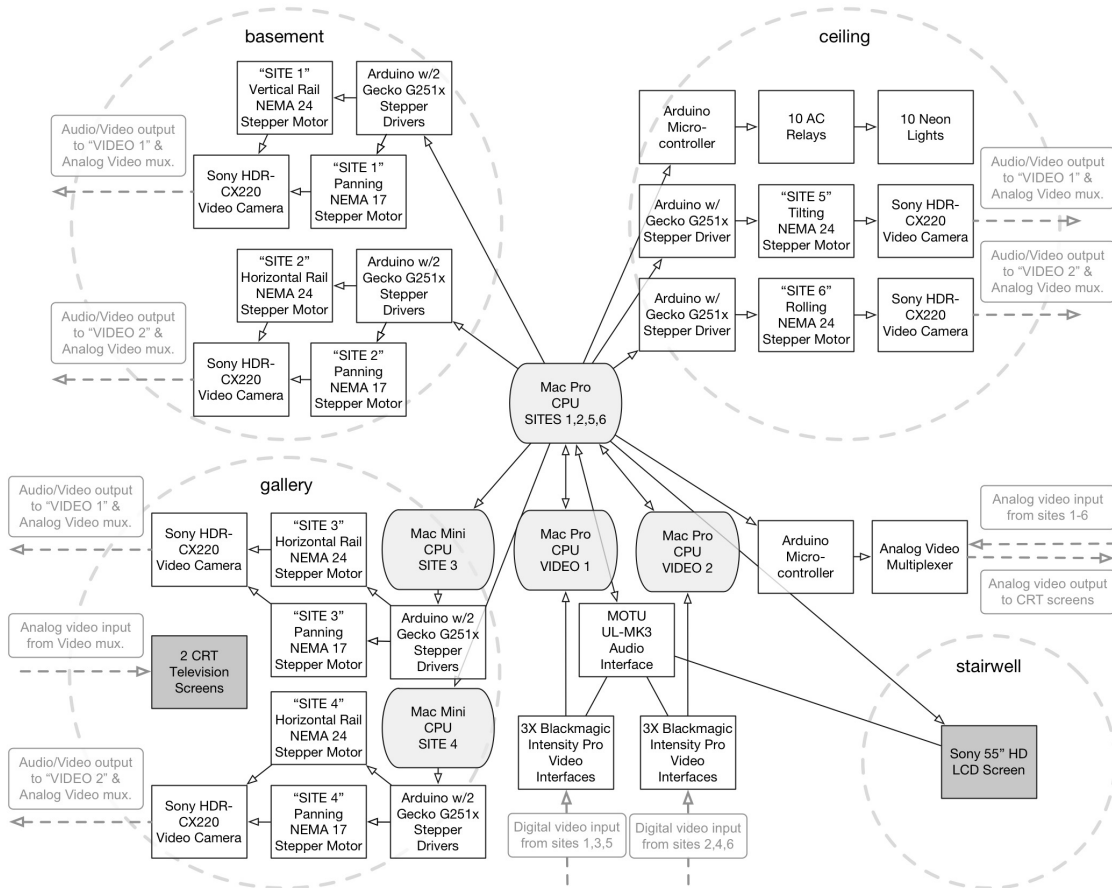 basement
"SITE 1"
Vertical Rail
NEMA 24
Stepper Motor
Arduino w/2
Gecko G251x
Stepper
Drivers
Audio/Video output
to "VIDEO 1" &
Analog Video mux.
Sony HDR-
CX220
Video Camera
"SITE 1"
Panning
NEMA 17
Stepper Motor
"SITE 2"
Horizontal Rail
NEMA 24
Stepper Motor
Arduino w/2
Gecko G251x
Stepper
Drivers
Audio/Video output
to "VIDEO 2" &
Analog Video mux.
Sony HDR-
CX220
Video Camera
"SITE 2"
Panning
NEMA 17
Stepper Motor
ceiling
Arduino
Micro-
controller
10 AC
Relays
10 Neon
Lights
Audio/Video output
to "VIDEO 1" &
Analog Video mux.
Arduino w/
Gecko G251x
Stepper Driver
"SITE 5"
Tilting
NEMA 24
Stepper Motor
Sony HDR-
CX220
Video Camera
Audio/Video output
to "VIDEO 2" &
Analog Video mux.
Arduino w/
Gecko G251x
Stepper Driver
"SITE 6"
Rolling
NEMA 24
Stepper Motor
Sony HDR-
CX220
Video Camera
Mac Pro
CPU
SITES 1,2,5,6
gallery
Audio/Video output
to "VIDEO 1" &
Analog Video mux.
Sony HDR-
CX220
Video Camera
"SITE 3"
Horizontal Rail
NEMA 24
Stepper Motor
Mac Mini
CPU
SITE 3
Mac Pro
CPU
VIDEO 1
Mac Pro
CPU
VIDEO 2
Arduino
Micro-
controller
Analog Video
Multiplexer
Analog video input
from sites 1-6
Analog video output
to CRT screens
Analog video input
from Video mux.
2 CRT
Television
Screens
"SITE 3"
Panning
NEMA 17
Stepper Motor
Arduino w/2
Gecko G251x
Stepper
Drivers
MOTU
UL-MK3
Audio
Interface
stairwell
"SITE 4"
Horizontal Rail
NEMA 24
Stepper Motor
Mac Mini
CPU
SITE 4
3X Blackmagic
Intensity Pro
Video
Interfaces
3X Blackmagic
Intensity Pro
Video
Interfaces
Sony 55" HD
LCD Screen
Audio/Video output
to "VIDEO 2" &
Analog Video mux.
Sony HDR-
CX220
Video Camera
"SITE 4"
Panning
NEMA 17
Stepper Motor
Arduino w/2
Gecko G251x
Stepper
Drivers
Digital video input
from sites 1,3,5
Digital video input
from sites 2,4,6